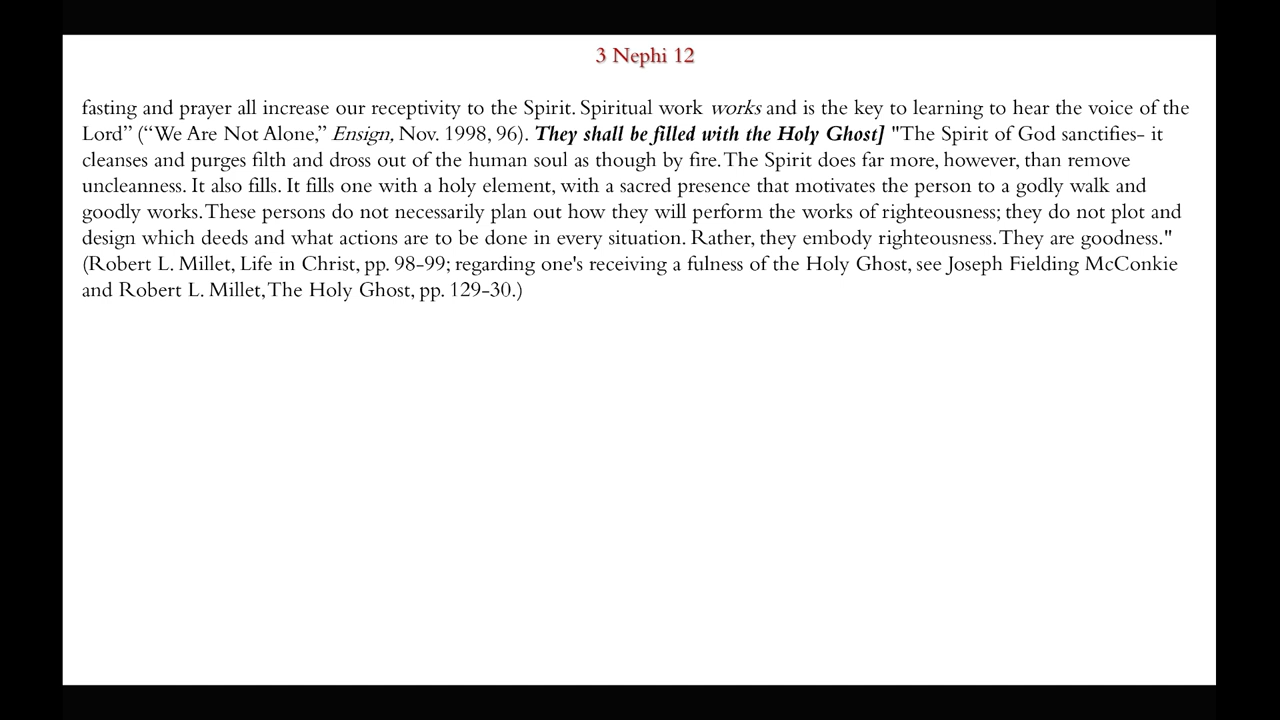 3 Nephi 12
fasting and prayer all increase our receptivity to the Spirit. Spiritual work works and is the key to learning to hear the voice of the
Lord” (“We Are Not Alone,” Ensign, Nov. 1998, 96). They shall be filled with the Holy Ghost] "The Spirit of God sanctifies- it
cleanses and purges filth and dross out of the human soul as though by fire. The Spirit does far more, however, than remove
uncleanness. It also fills. It fills one with a holy element, with a sacred presence that motivates the person to a godly walk and
goodly works. These persons do not necessarily plan out how they will perform the works of righteousness; they do not plot and
design which deeds and what actions are to be done in every situation. Rather, they embody righteousness. They are goodness."
(Robert L. Millet, Life in Christ, pp. 98-99; regarding one's receiving a fulness of the Holy Ghost, see Joseph Fielding McConkie
and Robert L. Millet, The Holy Ghost, pp. 129-30.)